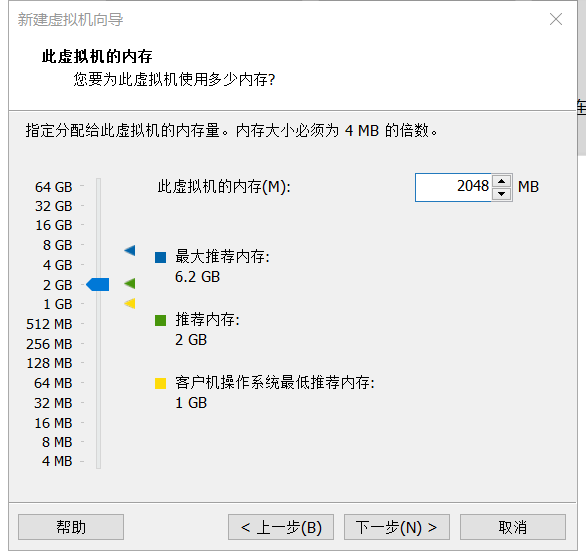 新建虚拟机向导
此虚拟机的内存
您要为此虚拟机使用多少内存?
指定分配给此虚拟机的内存量。内存大小必须为 4 MB 的倍数。
64 GB
32 GB
16 GB
8 GB
4 GB
2 GB
1 GB
512 MB
256 MB
128 MB
64 MB
32 MB
16 MB
8 MB
4 MB
此虚拟机的内存(M): 2048 MB
最大推荐内存:
6.2 GB
推荐内存:
2 GB
客户机操作系统最低推荐内存:
1 GB
帮助 < 上一步(B) 下一步(N) > 取消